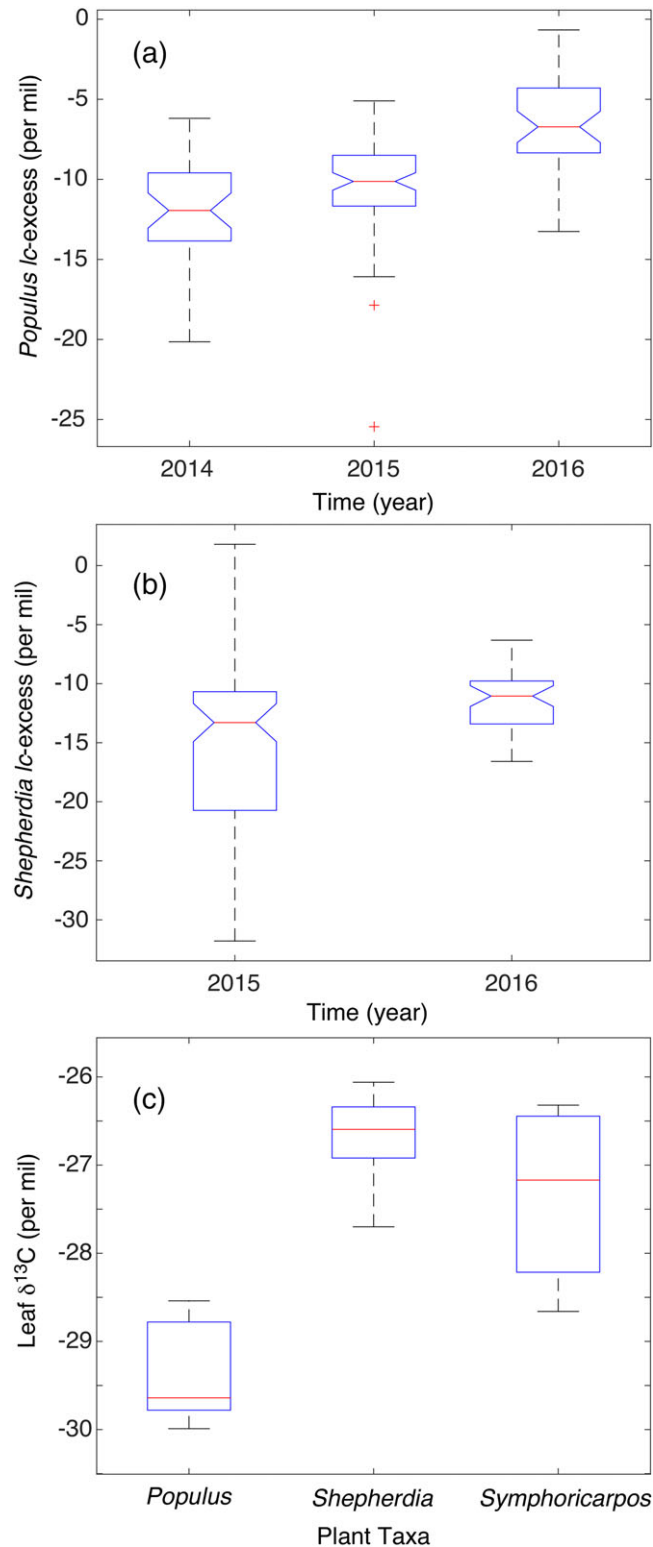 (a)
Populus lc-excess (per mil)
0
-5
-10
-15
-20
-25
2014 2015 2016
Time (year)
(b)
Shepherdia lc-excess (per mil)
0
-5
-10
-15
-20
-25
-30
2015 2016
Time (year)
(c)
Leaf δ¹³C (per mil)
-26
-27
-28
-29
-30
Populus Shepherdia Symphoricarpos
Plant Taxa